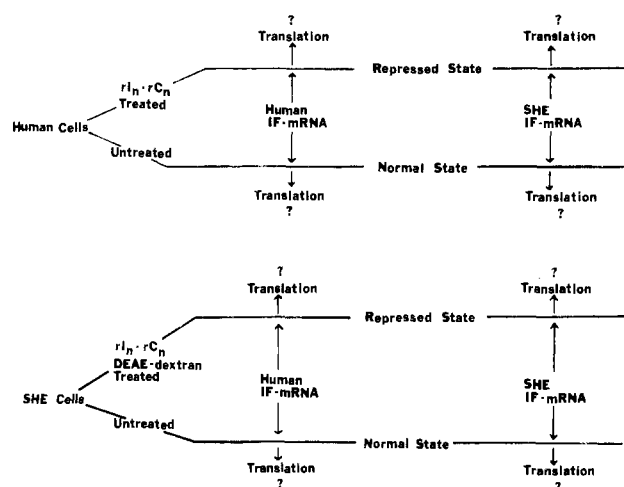 ? ?
Translation Translation
rIn·rCn Repressed State
Treated
Human SHE
Human Cells IF-mRNA IF-mRNA
Untreated
Normal State
Translation Translation
? ?
? ?
Translation Translation
Repressed State
rIn·rCn
DEAE-dextran
Treated Human SHE
IF-mRNA IF-mRNA
SHE Cells
Untreated
Normal State
Translation Translation
? ?